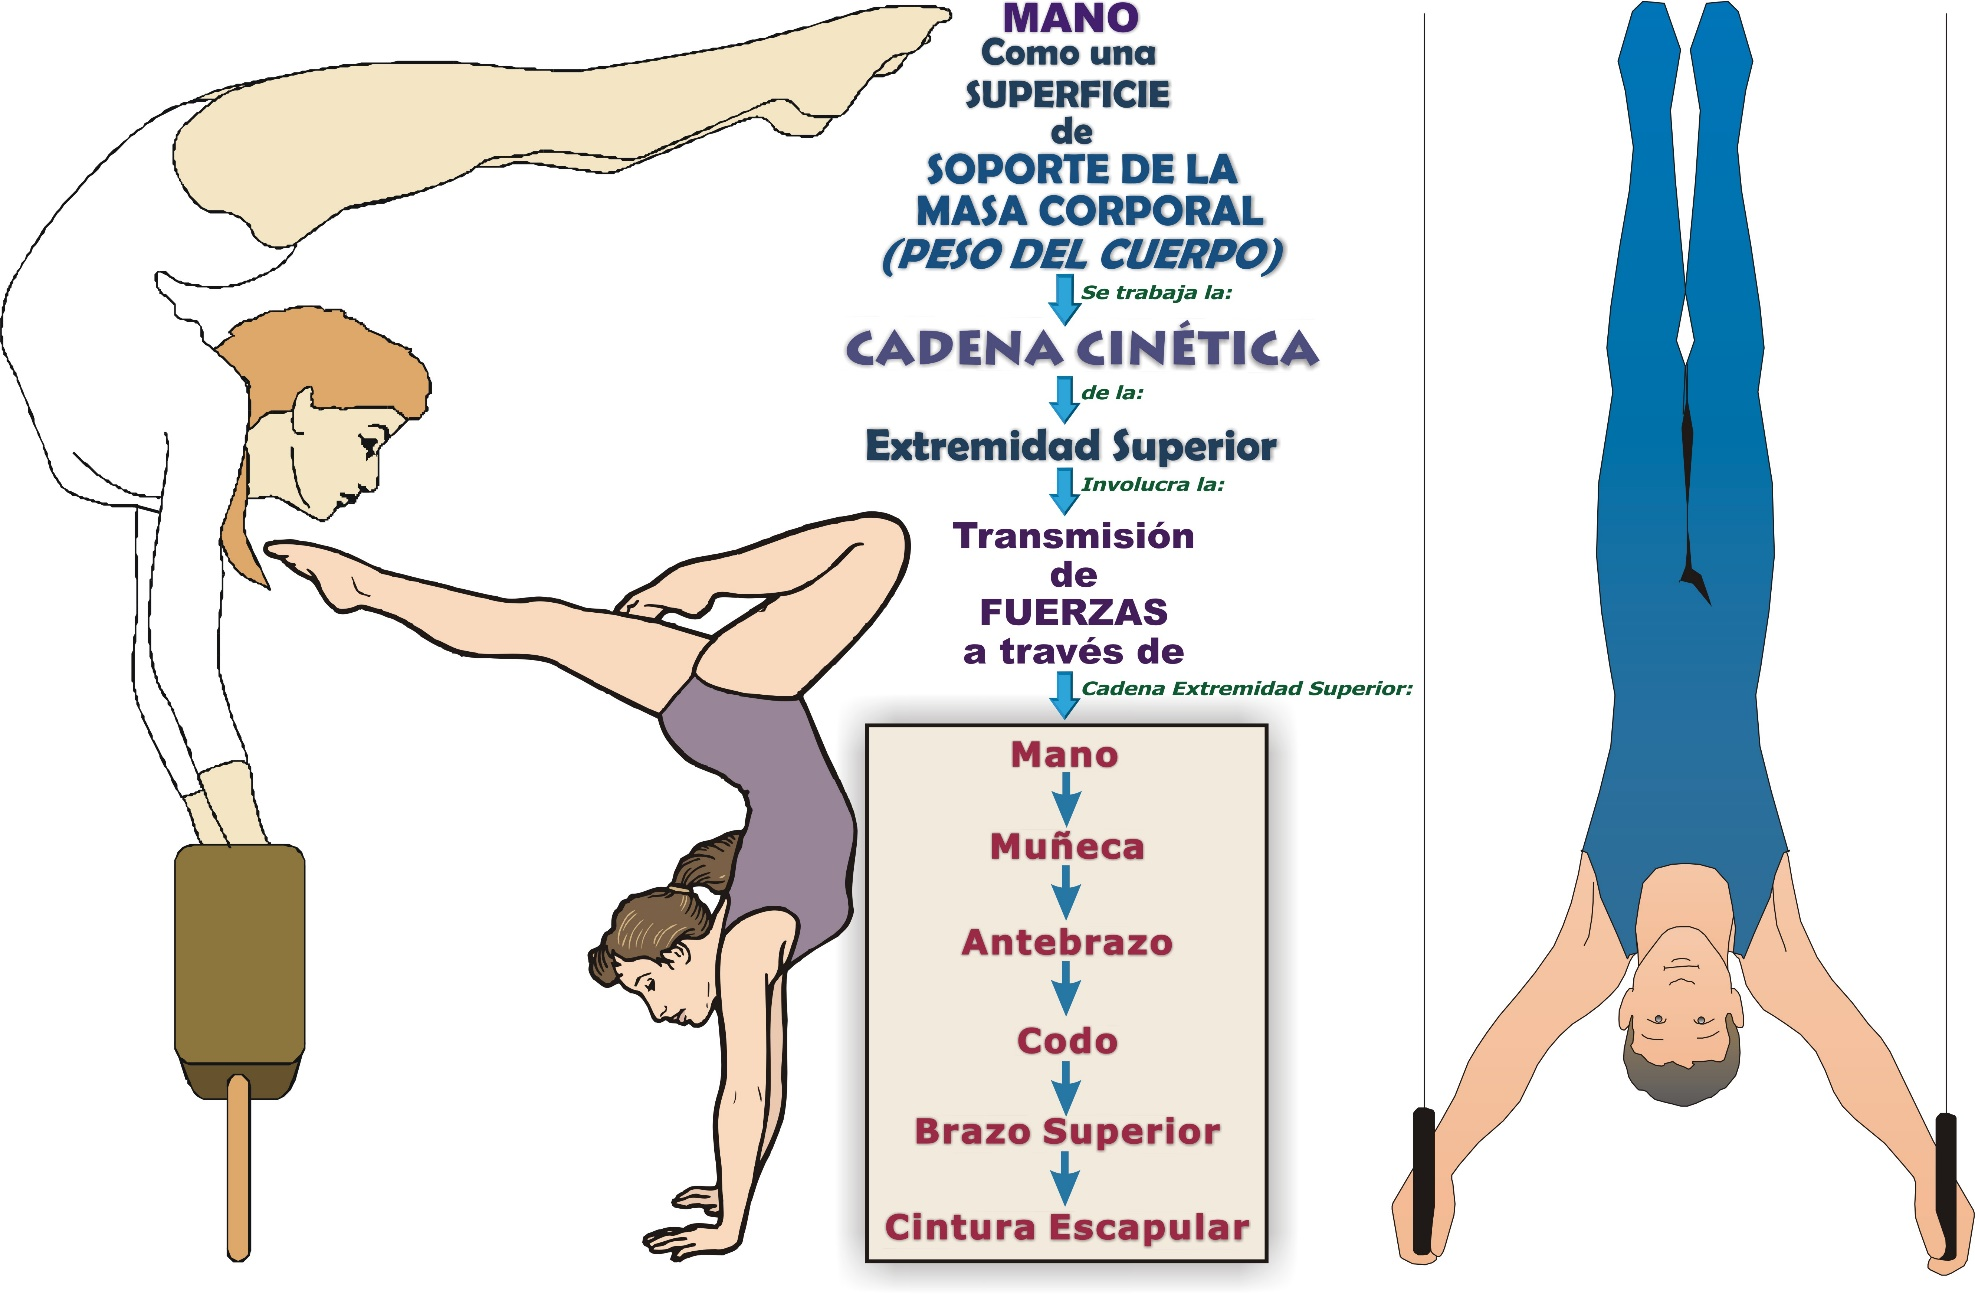 MANO
Como una
SUPERFICIE
de
SOPORTE DE LA
MASA CORPORAL
(PESO DEL CUERPO)
Se trabaja la:
CADENA CINÉTICA
de la:
Extremidad Superior
Involucra la:
Transmisión
de
FUERZAS
a través de
Cadena Extremidad Superior:
Mano
Muñeca
Antebrazo
Codo
Brazo Superior
Cintura Escapular